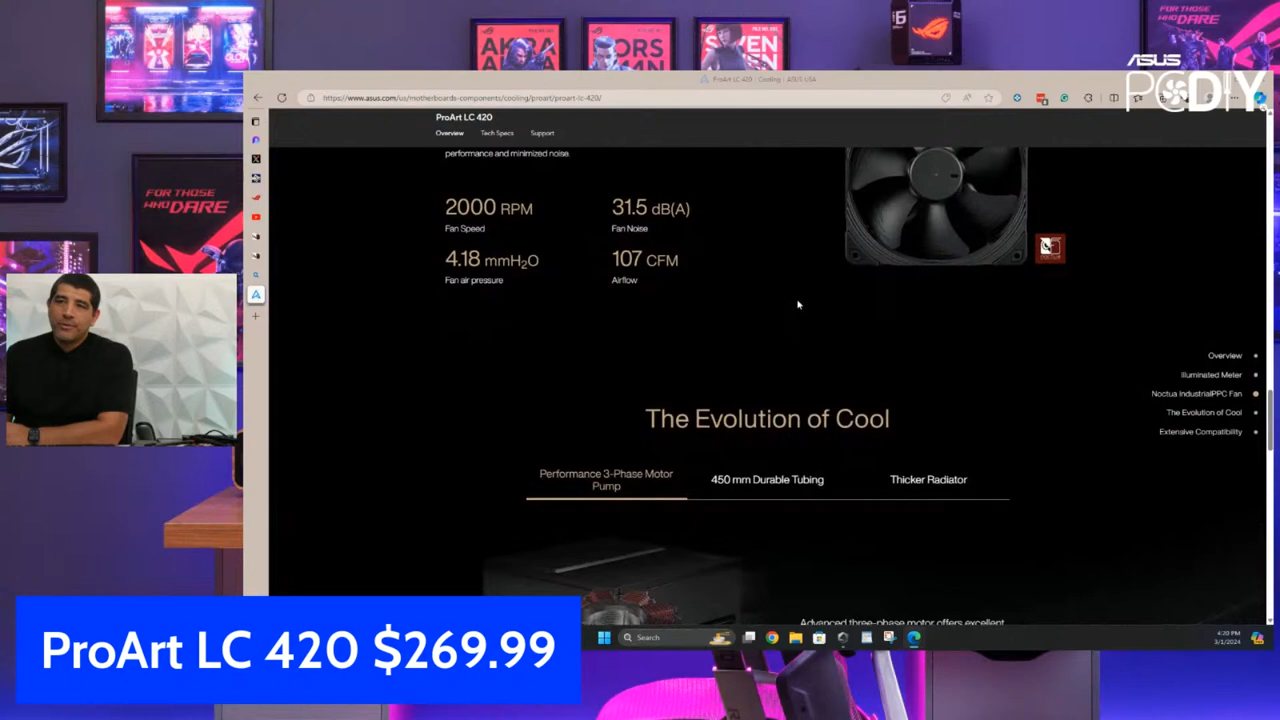 FOR THOSE
WHO DARE
ASUS
PCDIY
ProArt LC 420 | Cooling | ASUS USA
https://www.asus.com/us/motherboards-components/cooling/proart/proart-lc-420/
ProArt LC 420
Overview Tech Specs Support
performance and minimized noise.
2000 RPM
Fan Speed
31.5 dB(A)
Fan Noise
4.18 mmH₂O
Fan air pressure
107 CFM
Airflow
Overview
Illuminated Meter
Noctua IndustrialPPC Fan
The Evolution of Cool
Extensive Compatibility
The Evolution of Cool
Performance 3-Phase Motor
Pump
450 mm Durable Tubing
Thicker Radiator
Advanced three-phase motor offers excellent
FOR THOSE
WHO DARE
Search
4:20 PM
3/1/2024
ProArt LC 420 $269.99